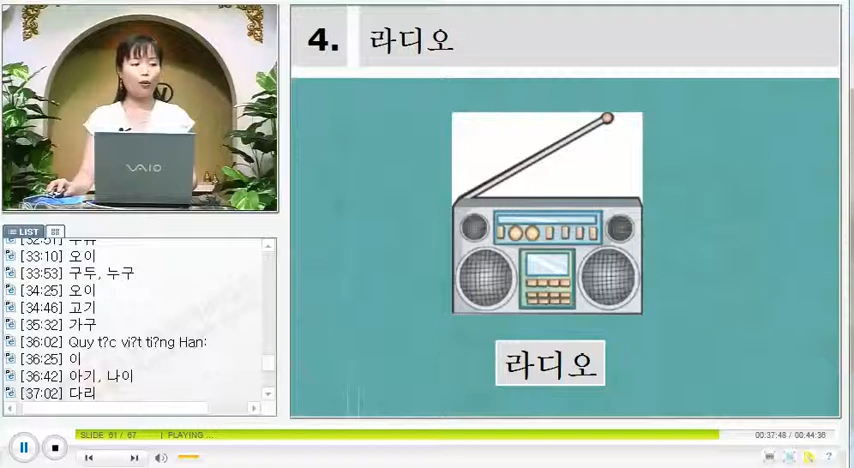 4. 라디오
VAIO
LIST
[33:10] 오이
[33:53] 구두, 누구
[34:25] 오이
[34:46] 고기
[35:32] 가구
[36:02] Quy t?c vi?t ti?ng Han:
[36:25] 이
[36:42] 아기, 나이
[37:02] 다리
라디오
SLIDE 61 / 67 | PLAYING ...
00:37:48 / 00:44:36